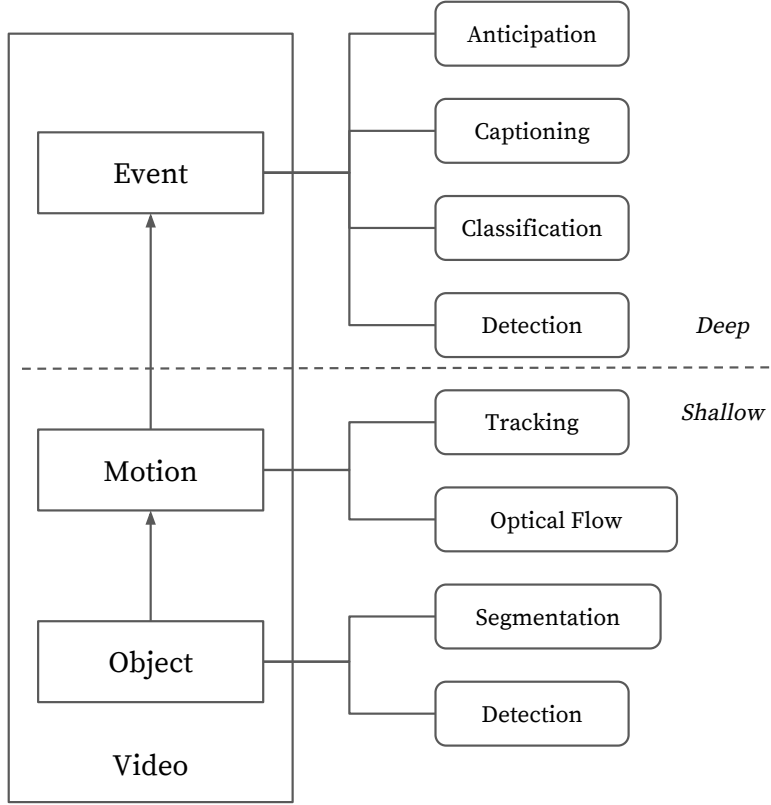 Anticipation
Captioning
Event
Classification
Detection
Deep
Shallow
Tracking
Motion
Optical Flow
Segmentation
Object
Detection
Video